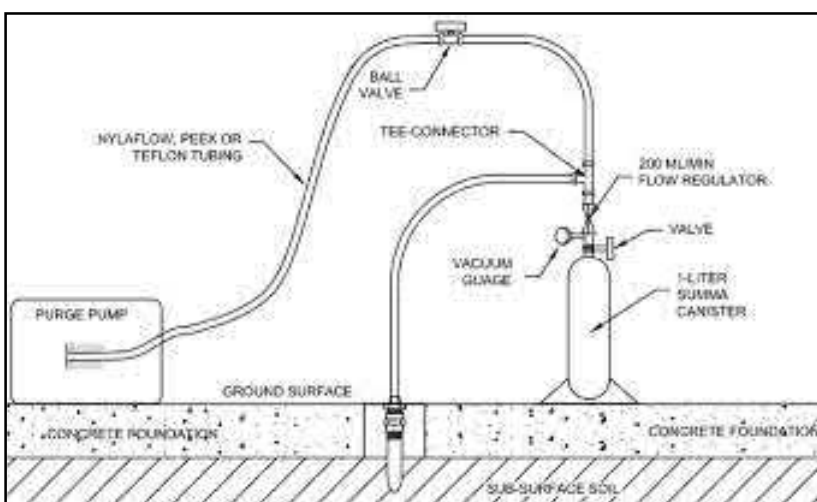 BALL
VALVE
NYLAFLOW, PEEK OR
TEFLON TUBING
TEE-CONNECTOR
200 ML/MIN
FLOW REGULATOR
VALVE
VACUUM
GUAGE
1-LITER
SUMMA
CANISTER
PURGE PUMP
GROUND SURFACE
CONCRETE FOUNDATION
CONCRETE FOUNDATION
SUB-SURFACE SOIL